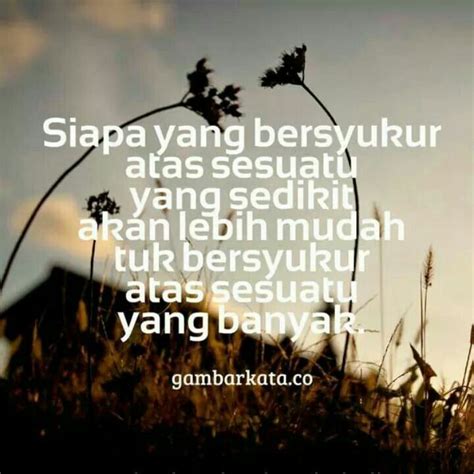 Siapa yang bersyukur
atas sesuatu
yang sedikit
akan lebih mudah
tuk bersyukur
atas sesuatu
yang banyak.
gambarkata.co